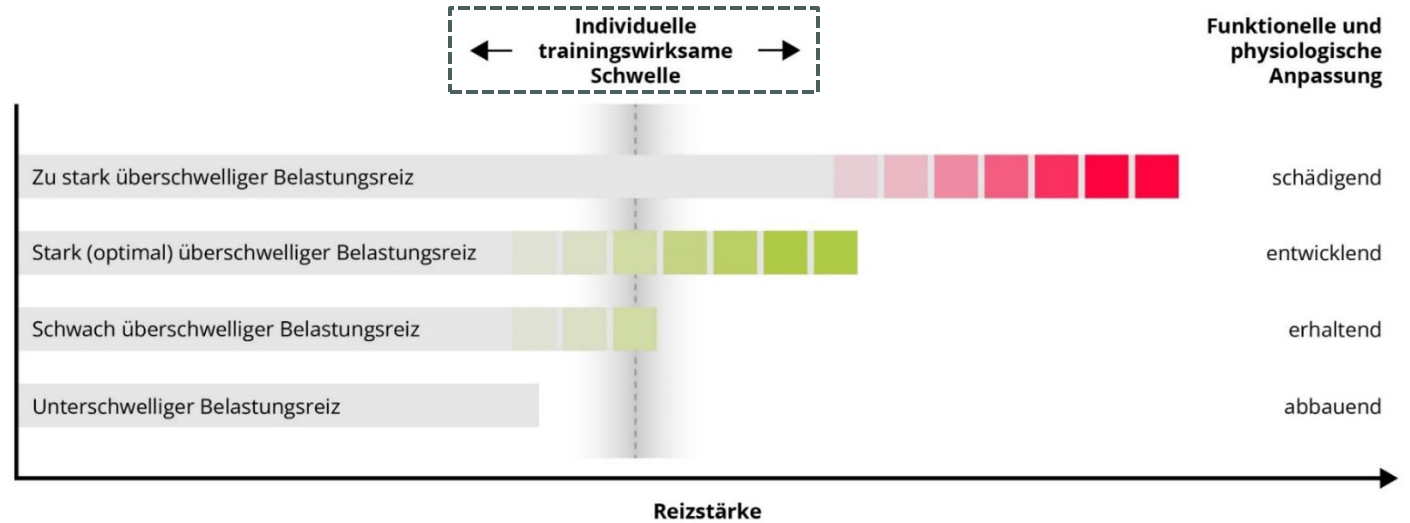 Individuelle
trainingswirksame
Schwelle
Funktionelle und
physiologische
Anpassung
Zu stark überschwelliger Belastungsreiz
schädigend
Stark (optimal) überschwelliger Belastungsreiz
entwicklend
Schwach überschwelliger Belastungsreiz
erhaltend
Unterschwelliger Belastungsreiz
abbauend
Reizstärke